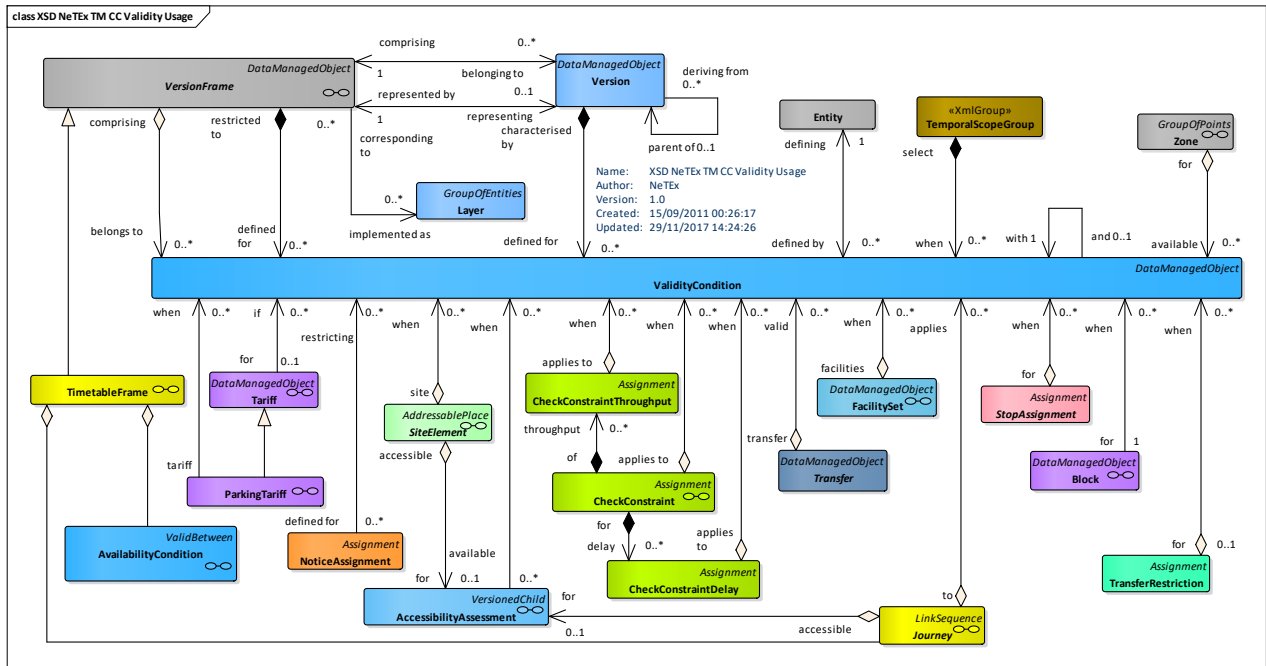 class XSD NeTEx TM CC Validity Usage
DataManagedObject
VersionFrame
comprising
0..*
1
belonging to
DataManagedObject
Version
deriving from
0..*
parent of 0..1
represented by
0..1
1
representing
comprising
restricted
to
0..*
corresponding
to
characterised
by
Entity
defining
1
«XmlGroup»
TemporalScopeGroup
select
GroupOfPoints
Zone
for
Name: XSD NeTEx TM CC Validity Usage
Author: NeTEx
Version: 1.0
Created: 15/09/2011 00:26:17
Updated: 29/11/2017 14:24:26
0..*
GroupOfEntities
Layer
implemented as
belongs to
0..*
defined
for
0..*
defined for
0..*
defined by
0..*
when
0..*
with 1
and 0..1
available
0..*
DataManagedObject
ValidityCondition
when
0..*
if
0..*
0..*
restricting
when
0..*
when
0..*
when
0..*
when
0..*
when
0..*
valid
0..*
when
0..*
applies
0..*
when
0..*
when
0..*
when
0..*
for
0..1
applies to
facilities
TimetableFrame
DataManagedObject
Tariff
site
AddressablePlace
SiteElement
accessible
Assignment
CheckConstraintThroughput
throughput
0..*
of
applies to
DataManagedObject
FacilitySet
for
Assignment
StopAssignment
transfer
DataManagedObject
Transfer
for
1
DataManagedObject
Block
tariff
ParkingTariff
Assignment
CheckConstraint
for
delay
0..*
applies
to
defined for
0..*
ValidBetween
AvailabilityCondition
Assignment
NoticeAssignment
available
for
0..1
0..*
Assignment
CheckConstraintDelay
for
0..1
Assignment
TransferRestriction
VersionedChild
AccessibilityAssessment
for
0..1
accessible
to
LinkSequence
Journey